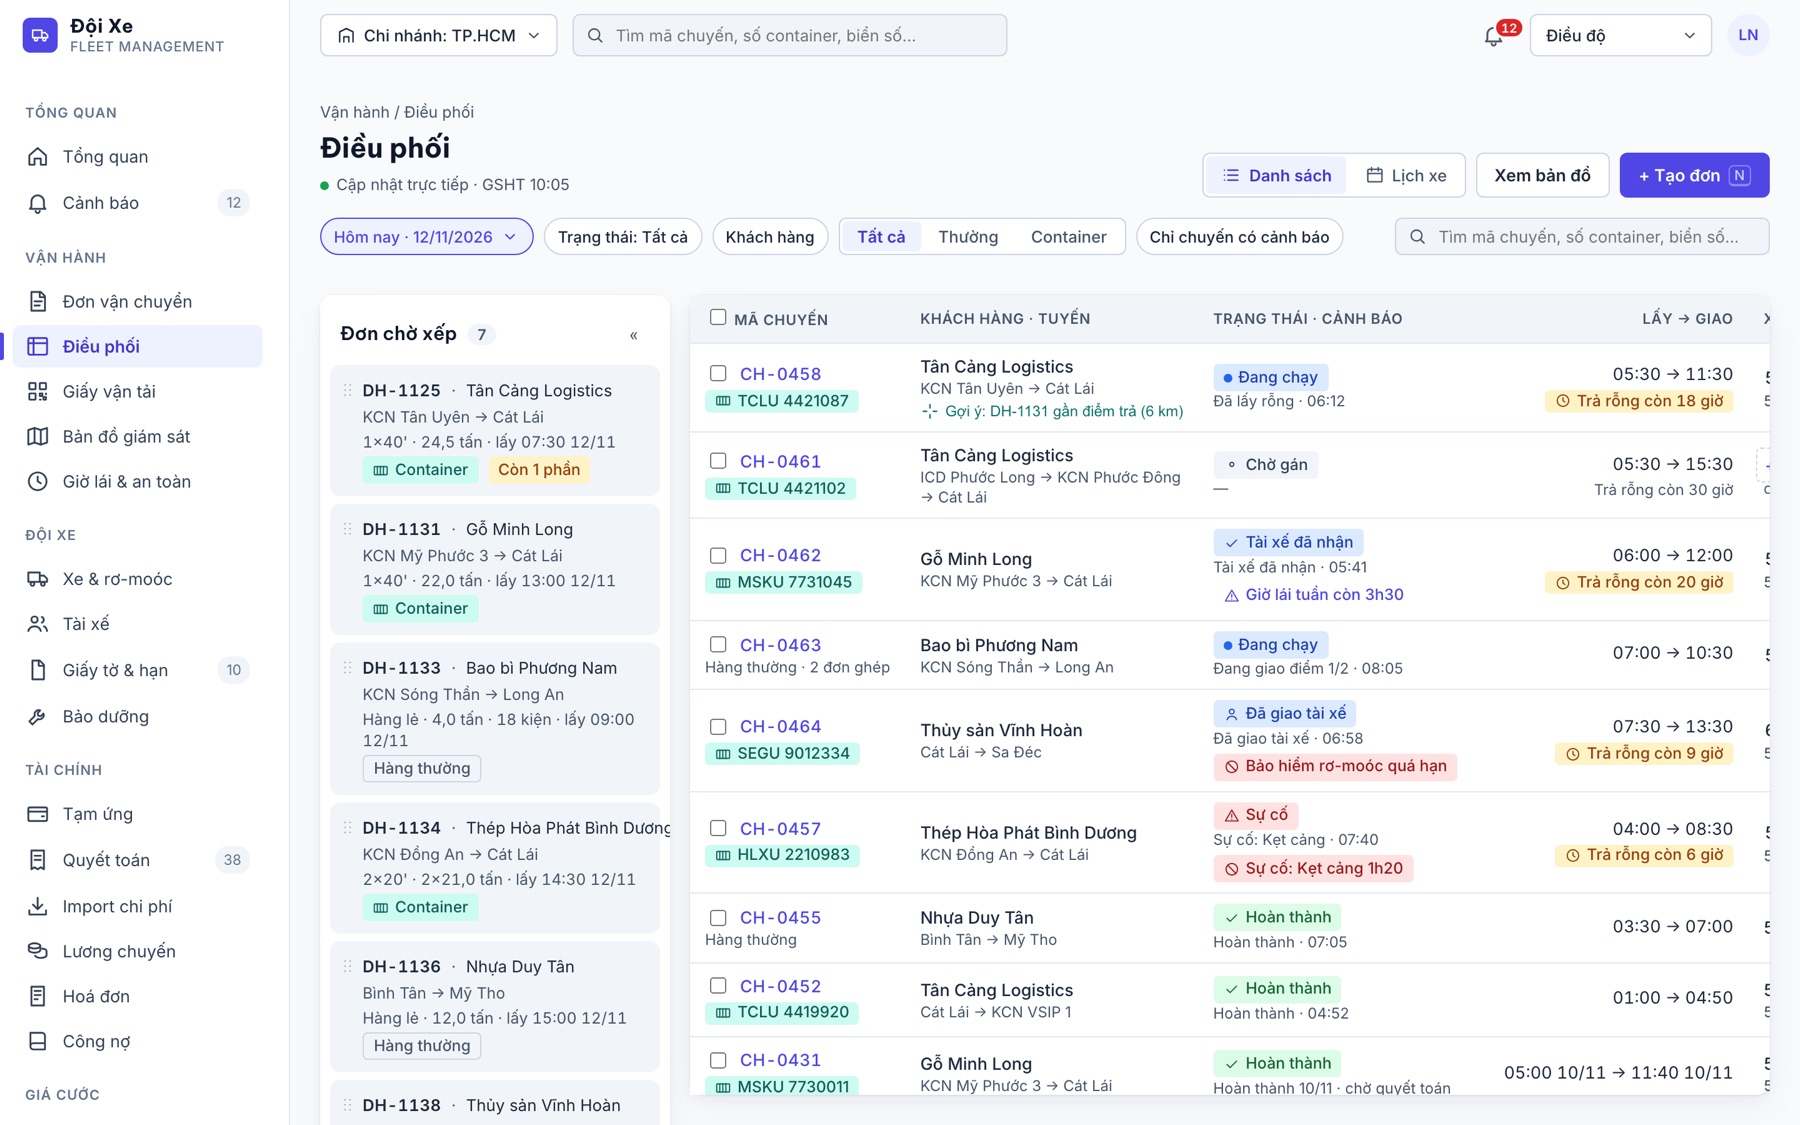 Đội Xe
FLEET MANAGEMENT
Chi nhánh: TP.HCM
Tìm mã chuyến, số container, biển số...
12
Điều độ
LN
TỔNG QUAN
Tổng quan
Cảnh báo 12
VẬN HÀNH
Đơn vận chuyển
Điều phối
Giấy vận tải
Bản đồ giám sát
Giờ lái & an toàn
ĐỘI XE
Xe & rơ-moóc
Tài xế
Giấy tờ & hạn 10
Bảo dưỡng
TÀI CHÍNH
Tạm ứng
Quyết toán 38
Import chi phí
Lương chuyến
Hoá đơn
Công nợ
GIÁ CƯỚC
Vận hành / Điều phối
Điều phối
Cập nhật trực tiếp · GSHT 10:05
Danh sách
Lịch xe
Xem bản đồ
+ Tạo đơn N
Hôm nay · 12/11/2026
Trạng thái: Tất cả
Khách hàng
Tất cả
Thường
Container
Chỉ chuyến có cảnh báo
Tìm mã chuyến, số container, biển số...
Đơn chờ xếp 7 «
DH-1125 · Tân Cảng Logistics
KCN Tân Uyên → Cát Lái
1×40' · 24,5 tấn · lấy 07:30 12/11
Container Còn 1 phần
DH-1131 · Gỗ Minh Long
KCN Mỹ Phước 3 → Cát Lái
1×40' · 22,0 tấn · lấy 13:00 12/11
Container
DH-1133 · Bao bì Phương Nam
KCN Sóng Thần → Long An
Hàng lẻ · 4,0 tấn · 18 kiện · lấy 09:00
12/11
Hàng thường
DH-1134 · Thép Hòa Phát Bình Dương
KCN Đồng An → Cát Lái
2×20' · 2×21,0 tấn · lấy 14:30 12/11
Container
DH-1136 · Nhựa Duy Tân
Bình Tân → Mỹ Tho
Hàng lẻ · 12,0 tấn · lấy 15:00 12/11
Hàng thường
DH-1138 · Thủy sản Vĩnh Hoàn
MÃ CHUYẾN KHÁCH HÀNG · TUYẾN TRẠNG THÁI · CẢNH BÁO LẤY → GIAO
CH-0458
TCLU 4421087
Tân Cảng Logistics
KCN Tân Uyên → Cát Lái
Gợi ý: DH-1131 gần điểm trả (6 km)
Đang chạy
Đã lấy rỗng · 06:12
05:30 → 11:30
Trả rỗng còn 18 giờ
CH-0461
TCLU 4421102
Tân Cảng Logistics
ICD Phước Long → KCN Phước Đông
→ Cát Lái
Chờ gán
—
05:30 → 15:30
Trả rỗng còn 30 giờ
CH-0462
MSKU 7731045
Gỗ Minh Long
KCN Mỹ Phước 3 → Cát Lái
Tài xế đã nhận
Tài xế đã nhận · 05:41
Giờ lái tuần còn 3h30
06:00 → 12:00
Trả rỗng còn 20 giờ
CH-0463
Hàng thường · 2 đơn ghép
Bao bì Phương Nam
KCN Sóng Thần → Long An
Đang chạy
Đang giao điểm 1/2 · 08:05
07:00 → 10:30
CH-0464
SEGU 9012334
Thủy sản Vĩnh Hoàn
Cát Lái → Sa Đéc
Đã giao tài xế
Đã giao tài xế · 06:58
Bảo hiểm rơ-moóc quá hạn
07:30 → 13:30
Trả rỗng còn 9 giờ
CH-0457
HLXU 2210983
Thép Hòa Phát Bình Dương
KCN Đồng An → Cát Lái
Sự cố
Sự cố: Kẹt cảng · 07:40
Sự cố: Kẹt cảng 1h20
04:00 → 08:30
Trả rỗng còn 6 giờ
CH-0455
Hàng thường
Nhựa Duy Tân
Bình Tân → Mỹ Tho
Hoàn thành
Hoàn thành · 07:05
03:30 → 07:00
CH-0452
TCLU 4419920
Tân Cảng Logistics
Cát Lái → KCN VSIP 1
Hoàn thành
Hoàn thành · 04:52
01:00 → 04:50
CH-0431
MSKU 7730011
Gỗ Minh Long
KCN Mỹ Phước 3 → Cát Lái
Hoàn thành
Hoàn thành 10/11 · chờ quyết toán
05:00 10/11 → 11:40 10/11